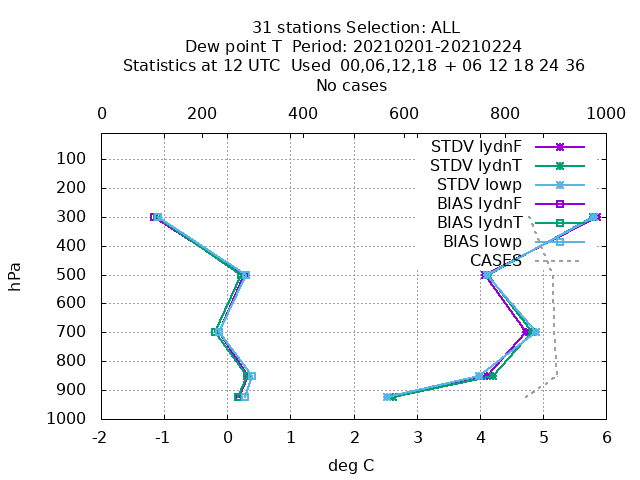 31 stations Selection: ALL
Dew point T  Period: 20210201-20210224
Statistics at 12 UTC  Used 00,06,12,18 + 06 12 18 24 36
No cases
0 200 400 600 800 1000
STDV lydnF
STDV lydnT
STDV lowp
BIAS lydnF
BIAS lydnT
BIAS lowp
CASES
hPa
100
200
300
400
500
600
700
800
900
1000
-2 -1 0 1 2 3 4 5 6
deg C